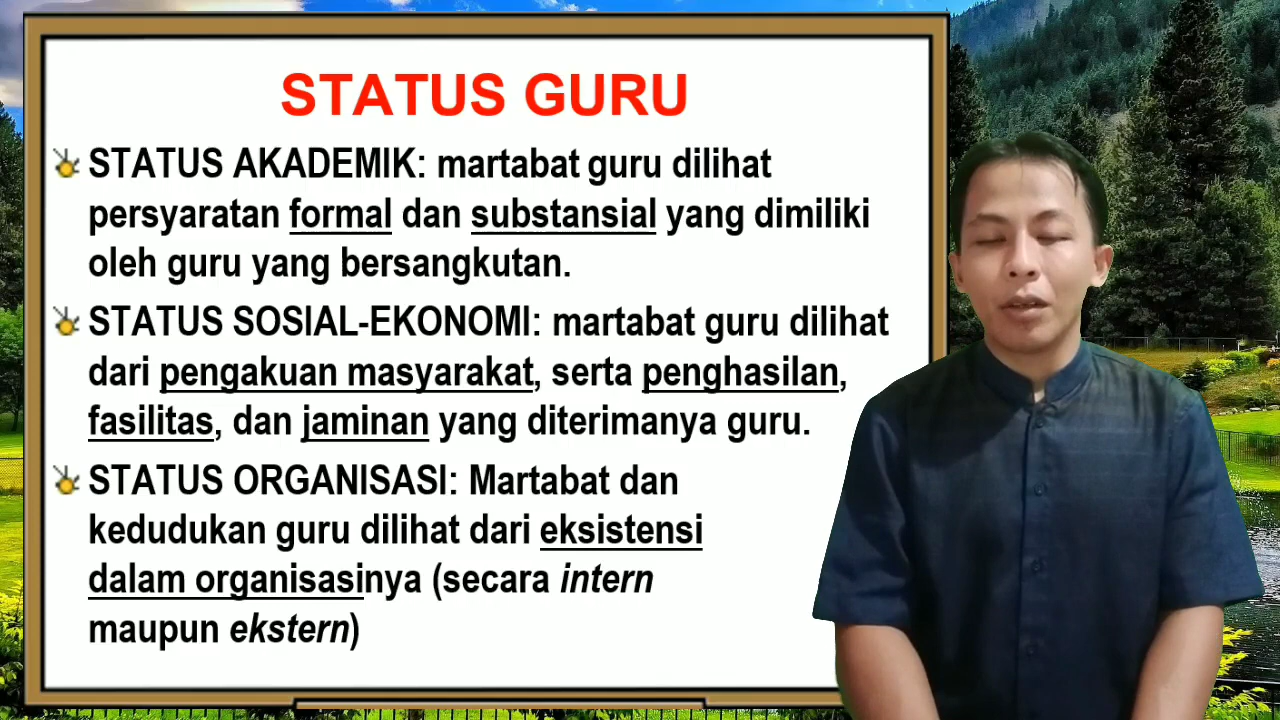 STATUS GURU
STATUS AKADEMIK: martabat guru dilihat
persyaratan formal dan substansial yang dimiliki
oleh guru yang bersangkutan.
STATUS SOSIAL-EKONOMI: martabat guru dilihat
dari pengakuan masyarakat, serta penghasilan,
fasilitas, dan jaminan yang diterimanya guru.
STATUS ORGANISASI: Martabat dan
kedudukan guru dilihat dari eksistensi
dalam organisasinya (secara intern
maupun ekstern)